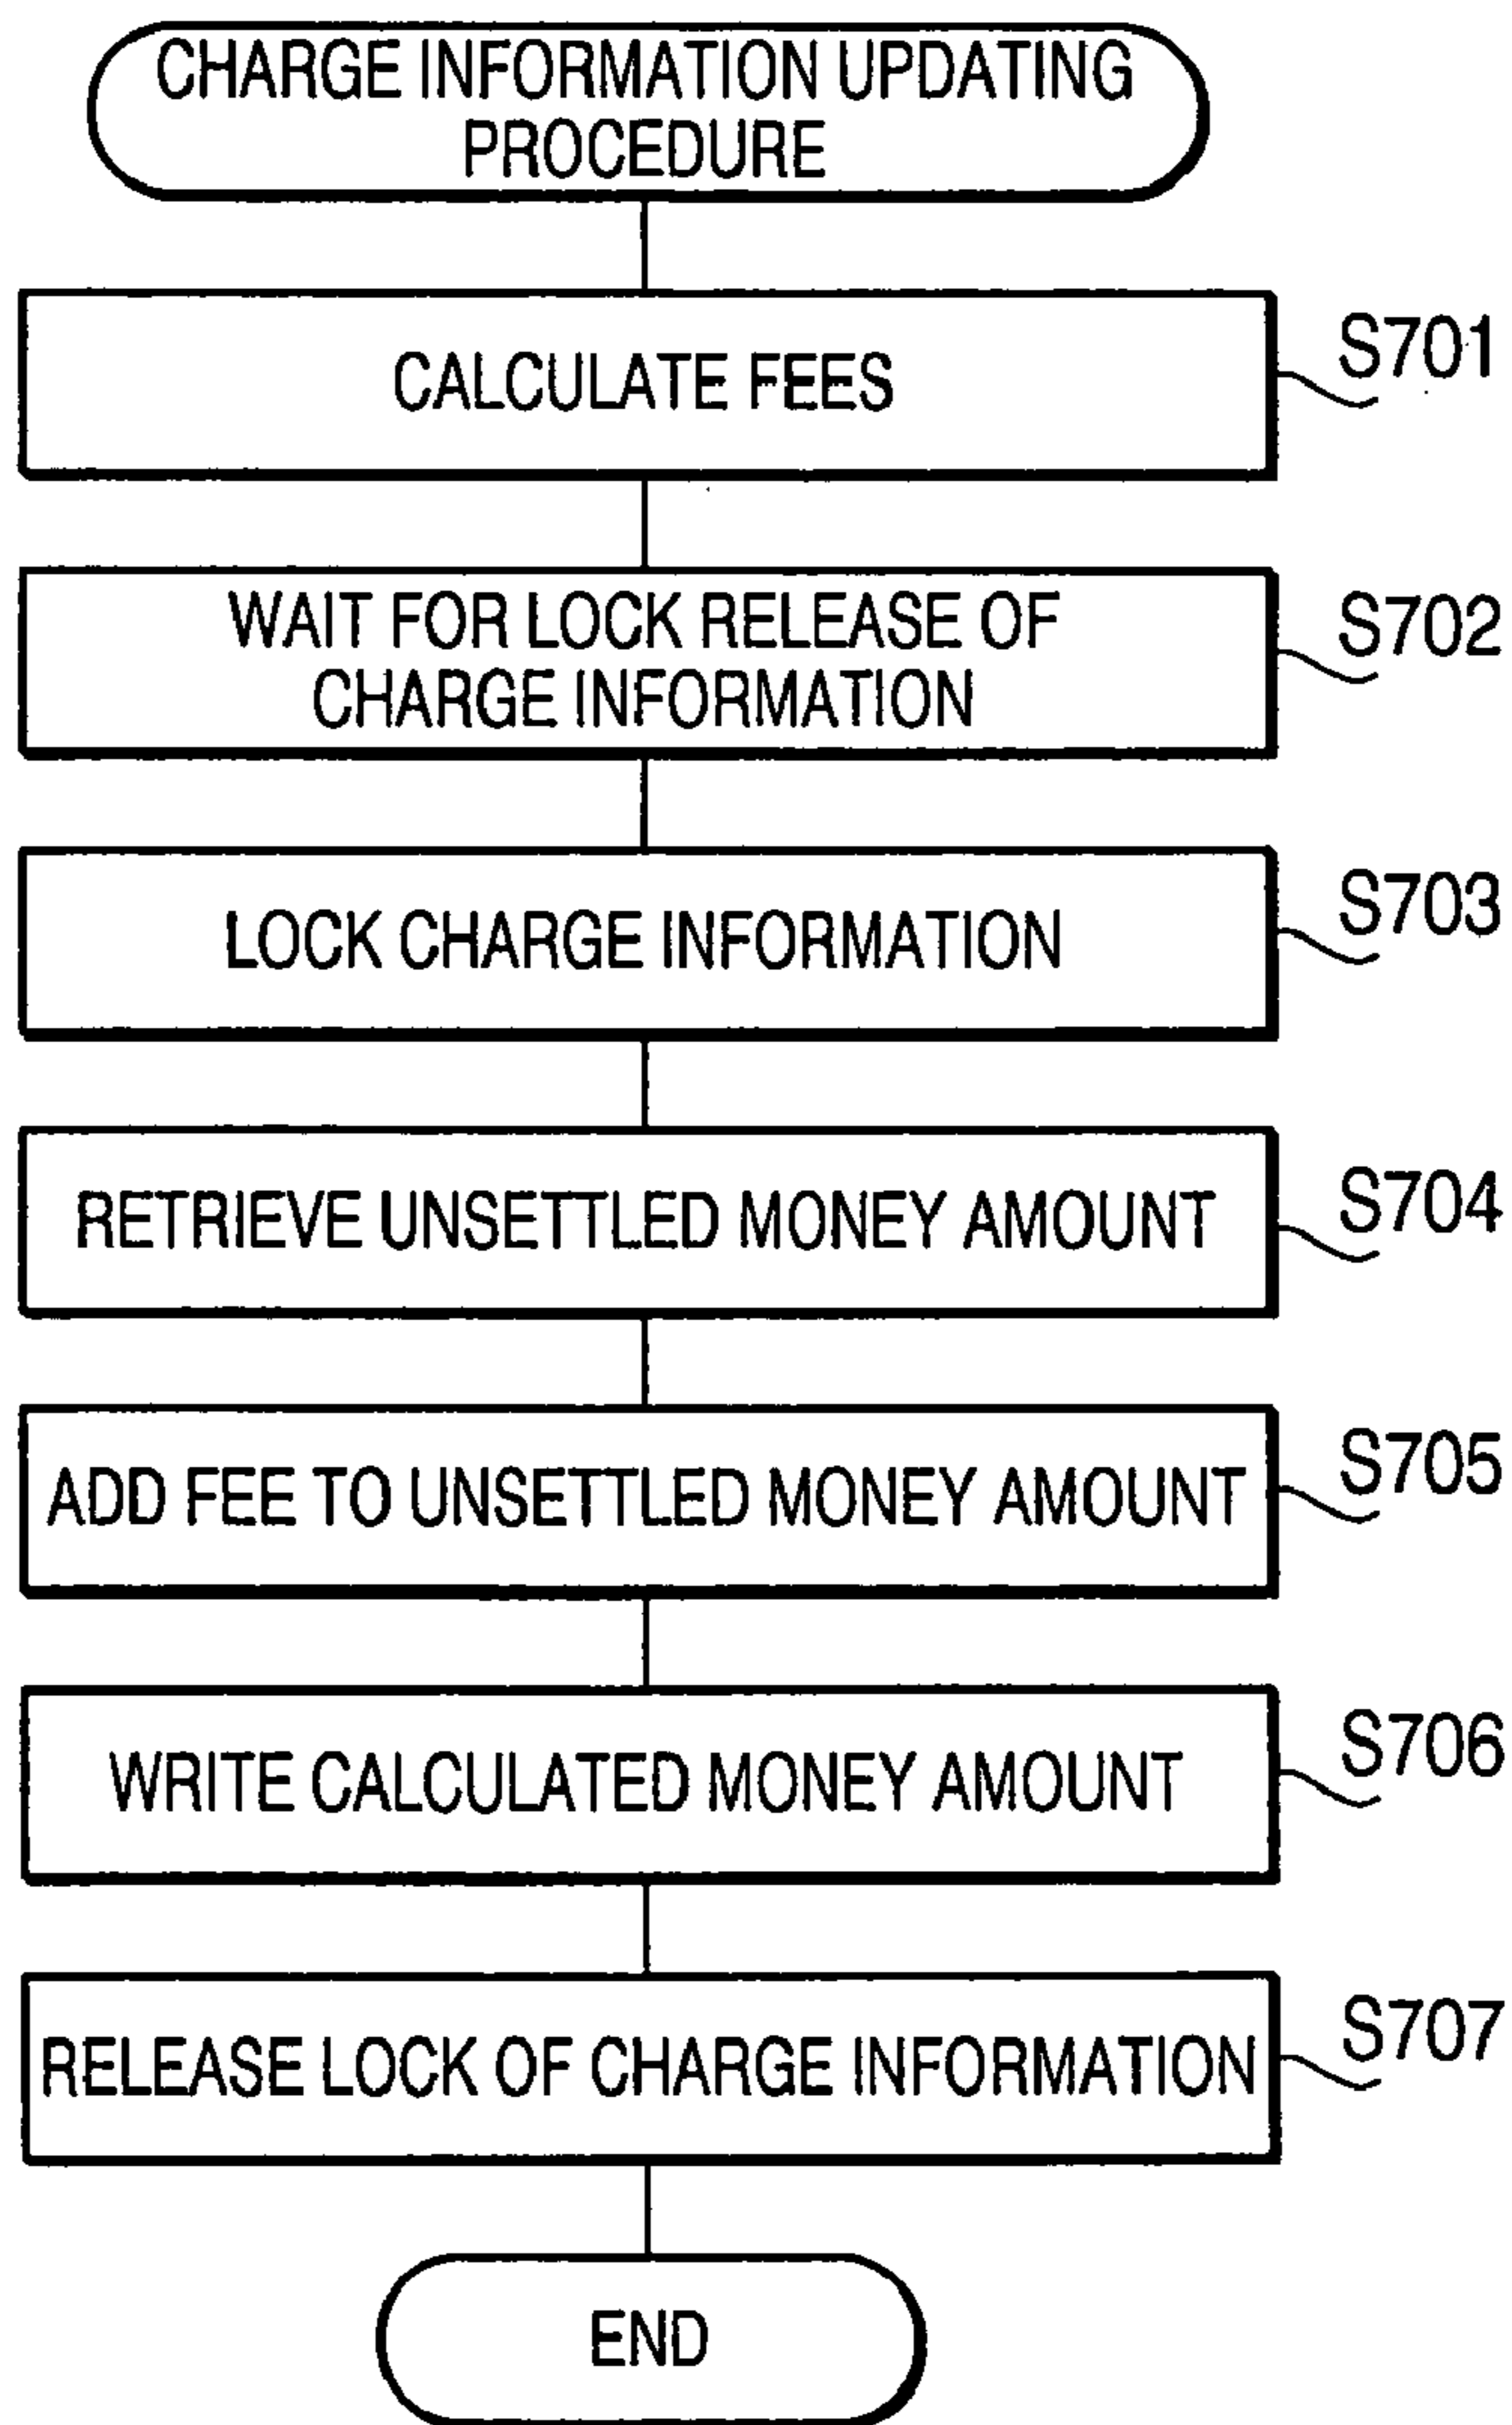 CHARGE INFORMATION UPDATING
PROCEDURE
CALCULATE FEES
S701
WAIT FOR LOCK RELEASE OF
CHARGE INFORMATION
S702
LOCK CHARGE INFORMATION
S703
RETRIEVE UNSETTLED MONEY AMOUNT
S704
ADD FEE TO UNSETTLED MONEY AMOUNT
S705
WRITE CALCULATED MONEY AMOUNT
S706
RELEASE LOCK OF CHARGE INFORMATION
S707
END